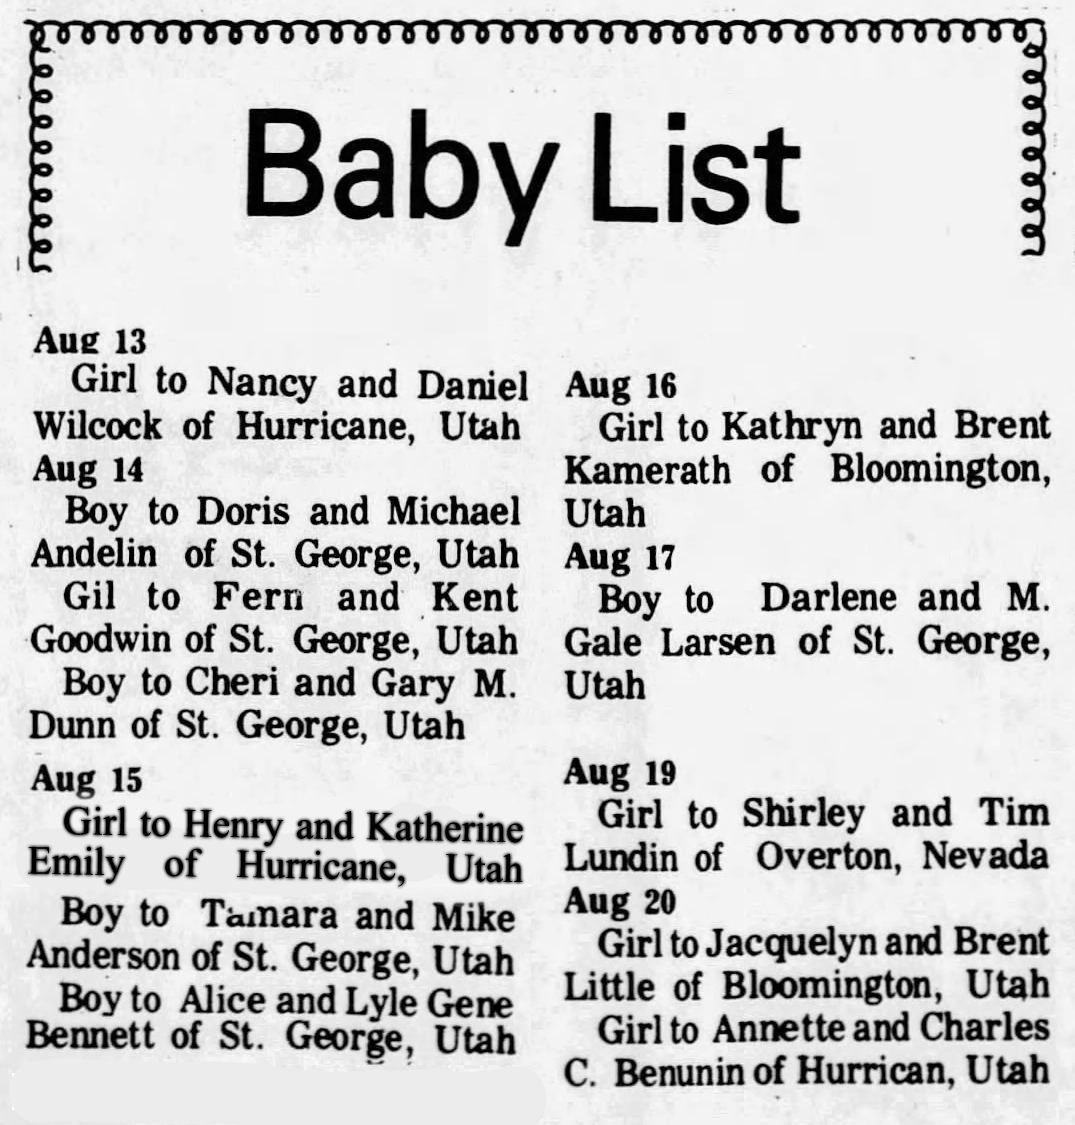 Baby List
Aug 13
Girl to Nancy and Daniel
Wilcock of Hurricane, Utah
Aug 14
Boy to Doris and Michael
Andelin of St. George, Utah
Gil to Fern and Kent
Goodwin of St. George, Utah
Boy to Cheri and Gary M.
Dunn of St. George, Utah
Aug 15
Girl to Henry and Katherine
Emily of Hurricane, Utah
Boy to Tamara and Mike
Anderson of St. George, Utah
Boy to Alice and Lyle Gene
Bennett of St. George, Utah
Aug 16
Girl to Kathryn and Brent
Kamerath of Bloomington,
Utah
Aug 17
Boy to Darlene and M.
Gale Larsen of St. George,
Utah
Aug 19
Girl to Shirley and Tim
Lundin of Overton, Nevada
Aug 20
Girl to Jacquelyn and Brent
Little of Bloomington, Utah
Girl to Annette and Charles
C. Benunin of Hurrican, Utah